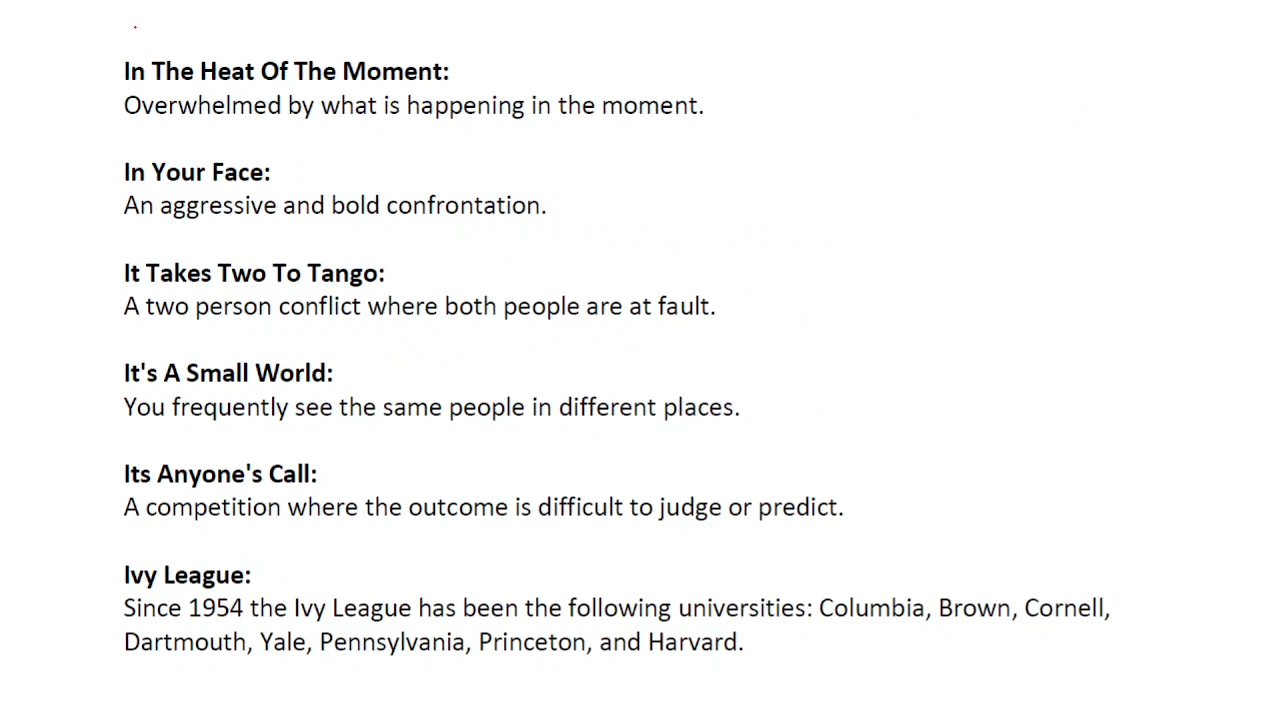 In The Heat Of The Moment:
Overwhelmed by what is happening in the moment.
In Your Face:
An aggressive and bold confrontation.
It Takes Two To Tango:
A two person conflict where both people are at fault.
It's A Small World:
You frequently see the same people in different places.
Its Anyone's Call:
A competition where the outcome is difficult to judge or predict.
Ivy League:
Since 1954 the Ivy League has been the following universities: Columbia, Brown, Cornell,
Dartmouth, Yale, Pennsylvania, Princeton, and Harvard.